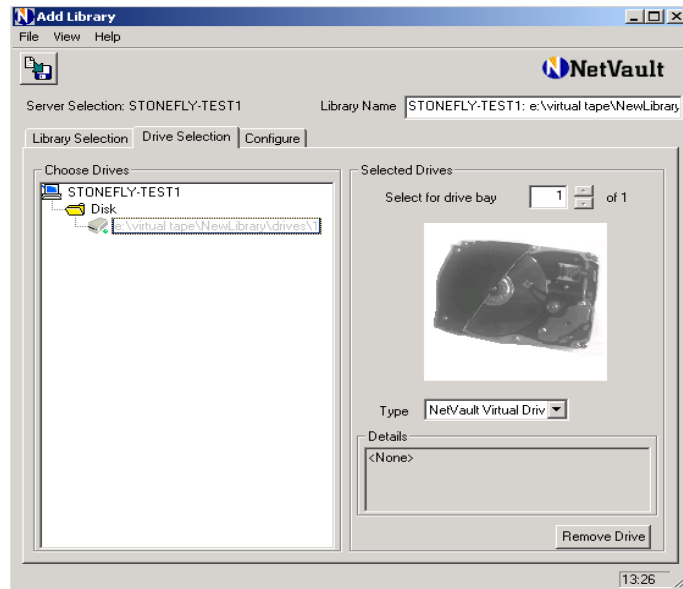 Add Library
File View Help
NetVault
Server Selection: STONEFLY-TEST1 Library Name STONEFLY-TEST1: e:\virtual tape\NewLibrary
Library Selection Drive Selection Configure
Choose Drives
STONEFLY-TEST1
Disk
e:\virtual tape\NewLibrary\drives\1
Selected Drives
Select for drive bay 1 of 1
Type NetVault Virtual Driv
Details
<None>
Remove Drive
13:26